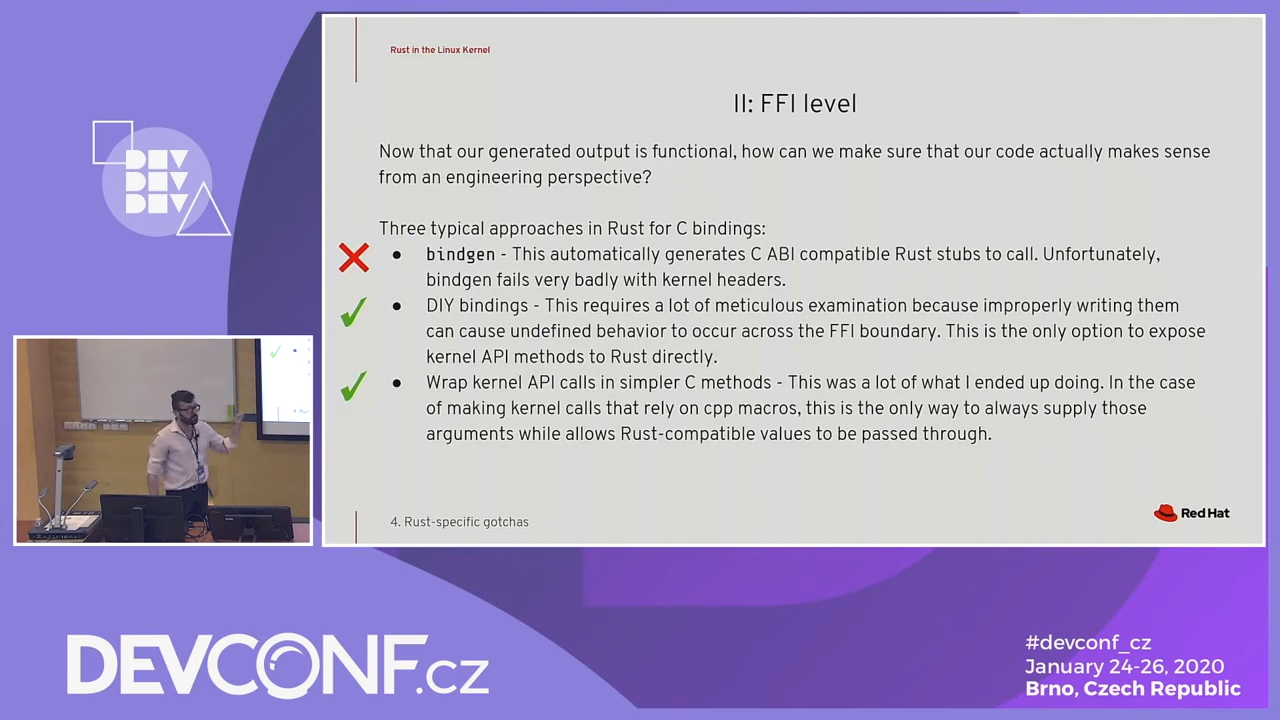 Rust in the Linux Kernel
II: FFI level
Now that our generated output is functional, how can we make sure that our code actually makes sense
from an engineering perspective?
Three typical approaches in Rust for C bindings:
● bindgen - This automatically generates C ABI compatible Rust stubs to call. Unfortunately,
bindgen fails very badly with kernel headers.
● DIY bindings - This requires a lot of meticulous examination because improperly writing them
can cause undefined behavior to occur across the FFI boundary. This is the only option to expose
kernel API methods to Rust directly.
● Wrap kernel API calls in simpler C methods - This was a lot of what I ended up doing. In the case
of making kernel calls that rely on cpp macros, this is the only way to always supply those
arguments while allows Rust-compatible values to be passed through.
4. Rust-specific gotchas
Red Hat
DEV
DEV
DEV
DEVCONF.cz
#devconf_cz
January 24-26, 2020
Brno, Czech Republic